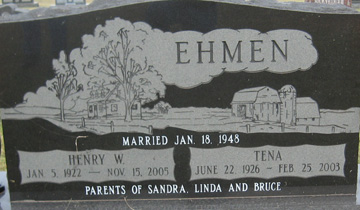 EHMEN
MARRIED JAN. 18, 1948
HENRY W.
JAN. 5, 1922 — NOV. 15, 2005
TENA
JUNE 22, 1926 — FEB. 25, 2003
PARENTS OF SANDRA, LINDA AND BRUCE